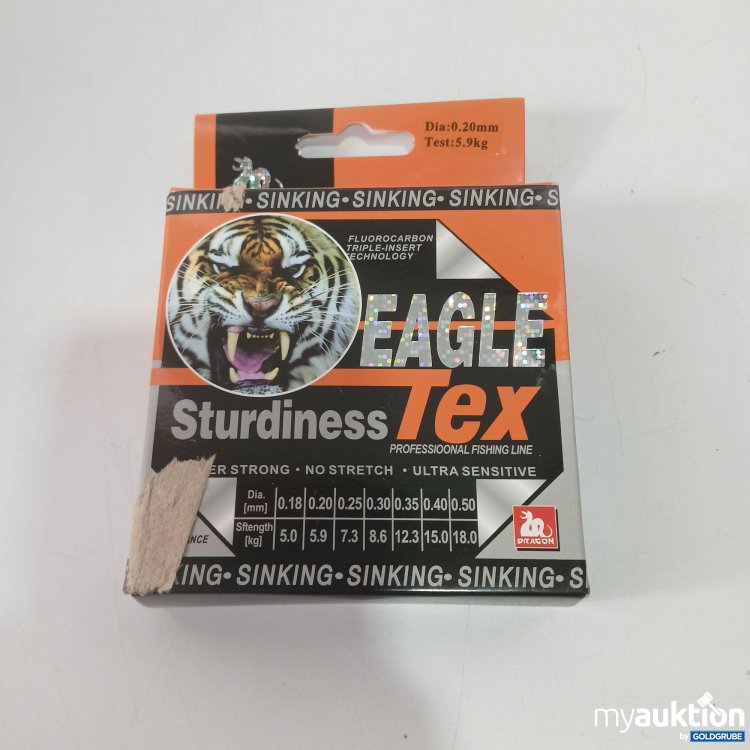 Dia:0.20mm
Test:5.9kg
SINKING • SINKING • SINKING • SINKING • S
FLUOROCARBON
TRIPLE-INSERT
TECHNOLOGY
EAGLE
Sturdiness Tex
PROFESSIOONAL FISHING LINE
ER STRONG • NO STRETCH • ULTRA SENSITIVE
Dia. [mm] 0.18 0.20 0.25 0.30 0.35 0.40 0.50
Sftength [kg] 5.0 5.9 7.3 8.6 12.3 15.0 18.0
DRAGON
KING • SINKING • SINKING • SINKING • S
myauktion
by GOLDGRUBE